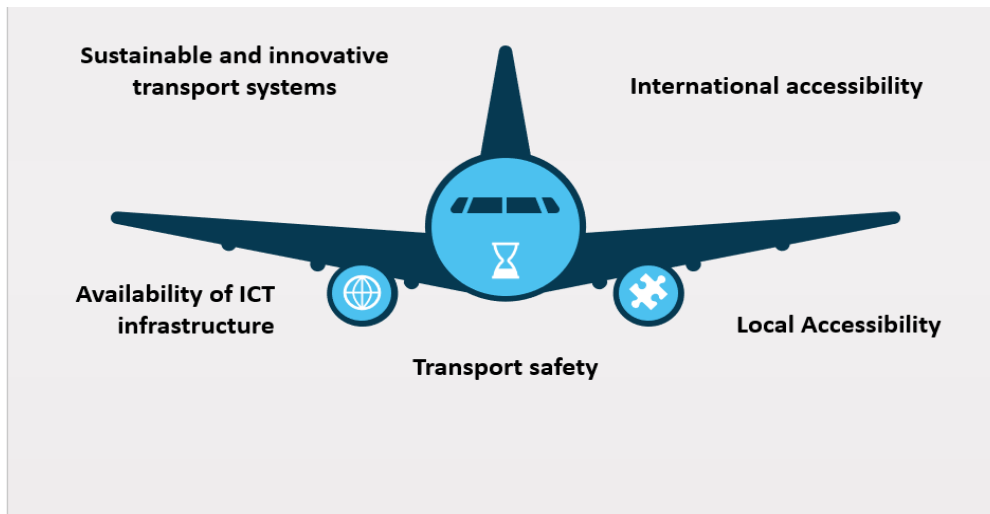 Sustainable and innovative
transport systems
International accessibility
Availability of ICT
infrastructure
Local Accessibility
Transport safety